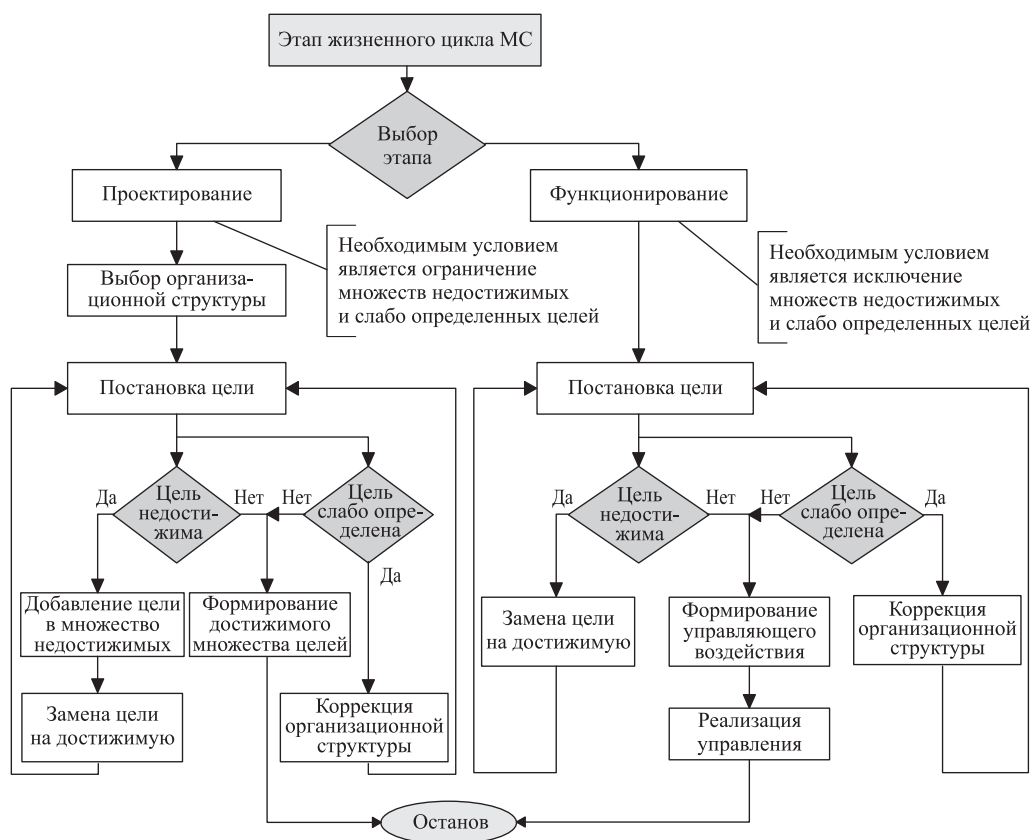 Этап жизненного цикла МС
Выбор
этапа
Проектирование
Функционирование
Необходимым условием
является ограничение
множеств недостижимых
и слабо определенных целей
Необходимым условием
является исключение
множеств недостижимых
и слабо определенных целей
Выбор организа-
ционной структуры
Постановка цели
Постановка цели
Да
Цель
недости-
жима
Нет
Нет
Цель
слабо опре-
делена
Да
Да
Цель
недости-
жима
Нет
Нет
Цель
слабо опре-
делена
Да
Добавление цели
в множество
недостижимых
Формирование
достижимого
множества целей
Замена цели
на достижимую
Формирование
управляющего
воздействия
Коррекция
организационной
структуры
Замена цели
на достижимую
Коррекция
организационной
структуры
Реализация
управления
Останов